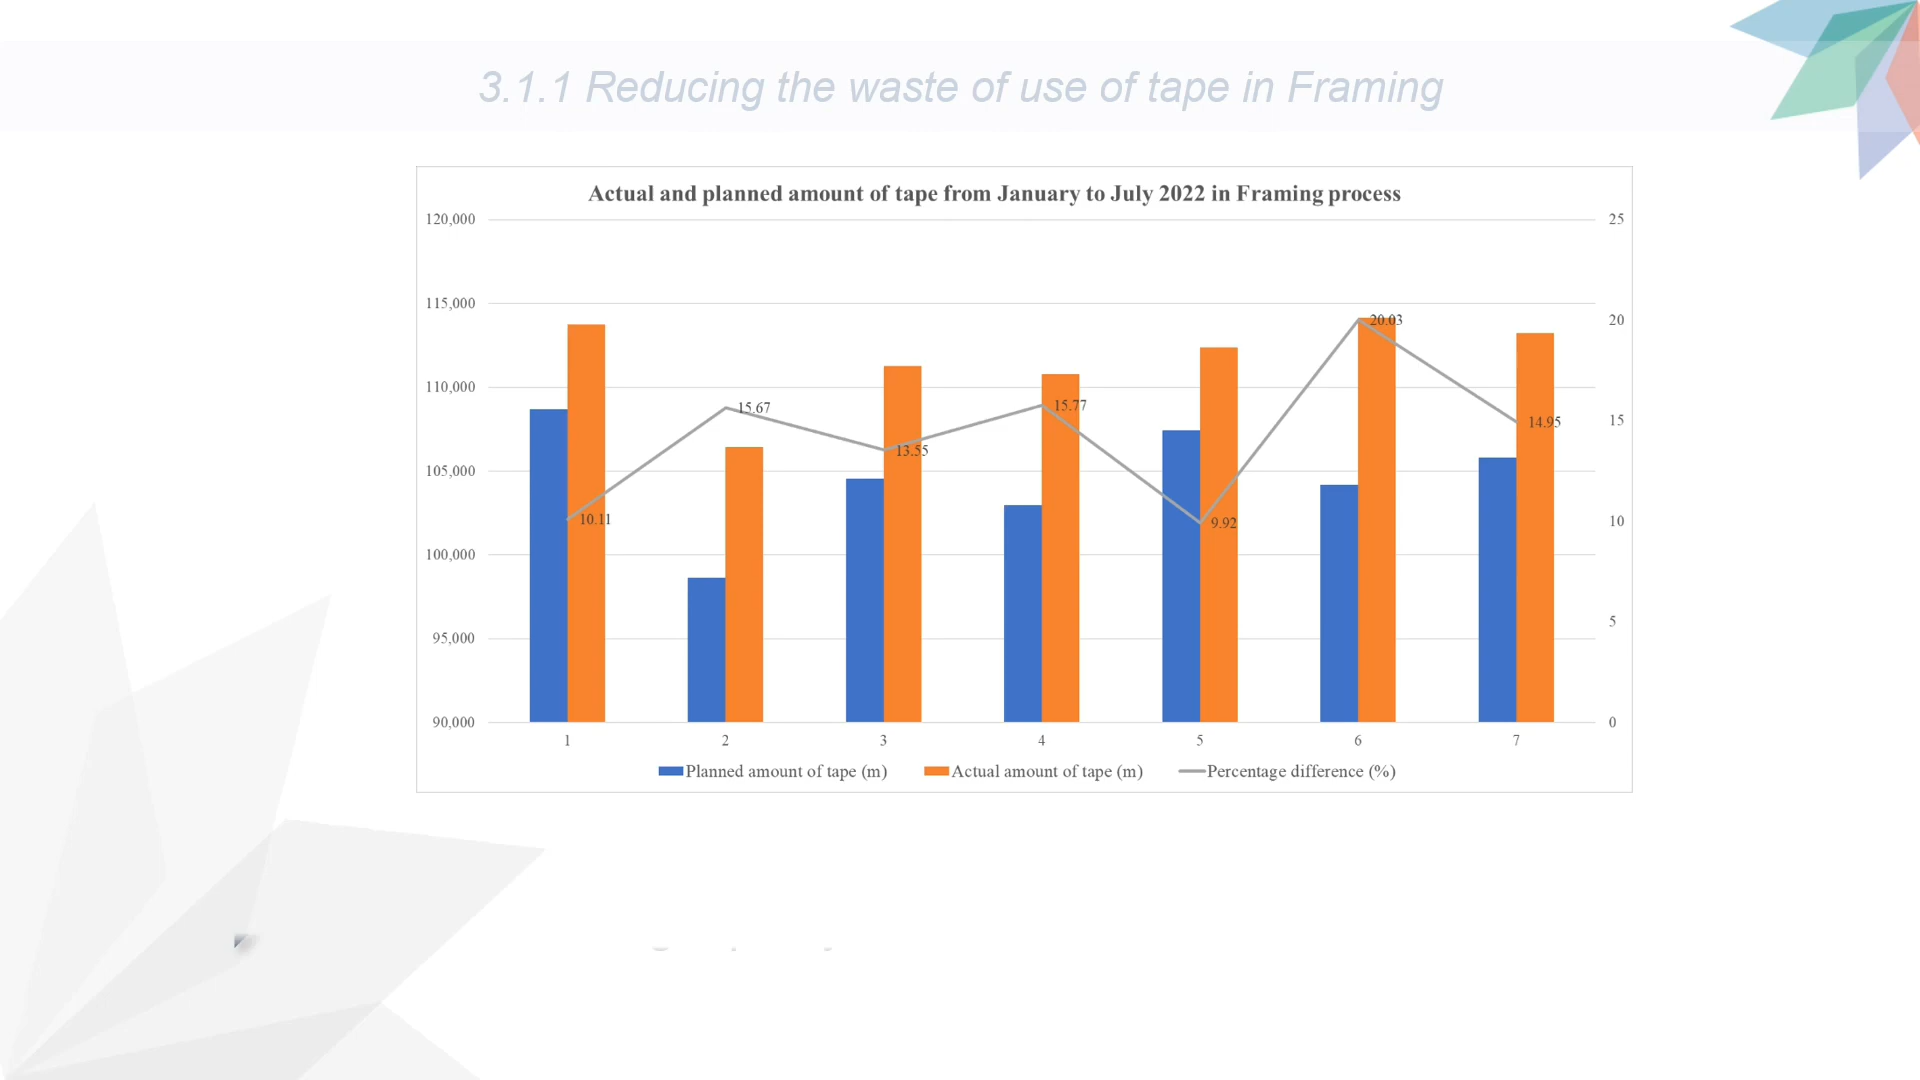 3.1.1 Reducing the waste of use of tape in Framing
Actual and planned amount of tape from January to July 2022 in Framing process
120,000 25
115,000 20
110,000 15
105,000 10
100,000 5
95,000 0
90,000
20.03
15.67 15.77 14.95
13.55
10.11 9.92
1 2 3 4 5 6 7
Planned amount of tape (m) Actual amount of tape (m) Percentage difference (%)